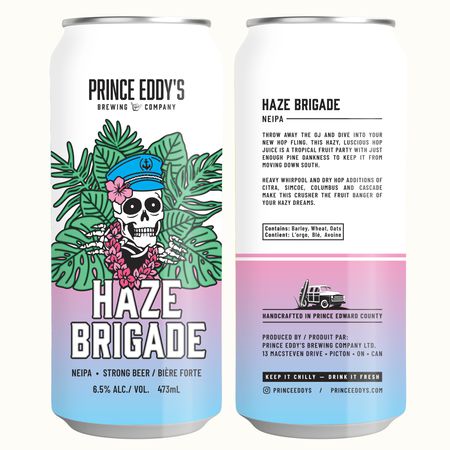 PRINCE EDDY'S
BREWING COMPANY
HAZE
BRIGADE
NEIPA • STRONG BEER / BIÈRE FORTE
6.5% ALC./ VOL. 473mL
HAZE BRIGADE
NEIPA
THROW AWAY THE OJ AND DIVE INTO YOUR
NEW HOP FLING. THIS HAZY, LUSCIOUS HOP
JUICE IS A TROPICAL FRUIT PARTY WITH JUST
ENOUGH PINE DANKNESS TO KEEP IT FROM
MOVING DOWN SOUTH.
HEAVY WHIRPOOL AND DRY HOP ADDITIONS OF
CITRA, SIMCOE, COLUMBUS AND CASCADE
MAKE THIS CRUSHER THE FRUIT BANGER OF
YOUR HAZY DREAMS.
Contains: Barley, Wheat, Oats
Contient: L'orge, Blé, Avoine
HANDCRAFTED IN PRINCE EDWARD COUNTY
PRODUCED BY / PRODUIT PAR:
PRINCE EDDY'S BREWING COMPANY LTD.
13 MACSTEVEN DRIVE • PICTON • ON • CAN
KEEP IT CHILLY — DRINK IT FRESH
PRINCEEDDYS / PRINCEEDDYS.COM